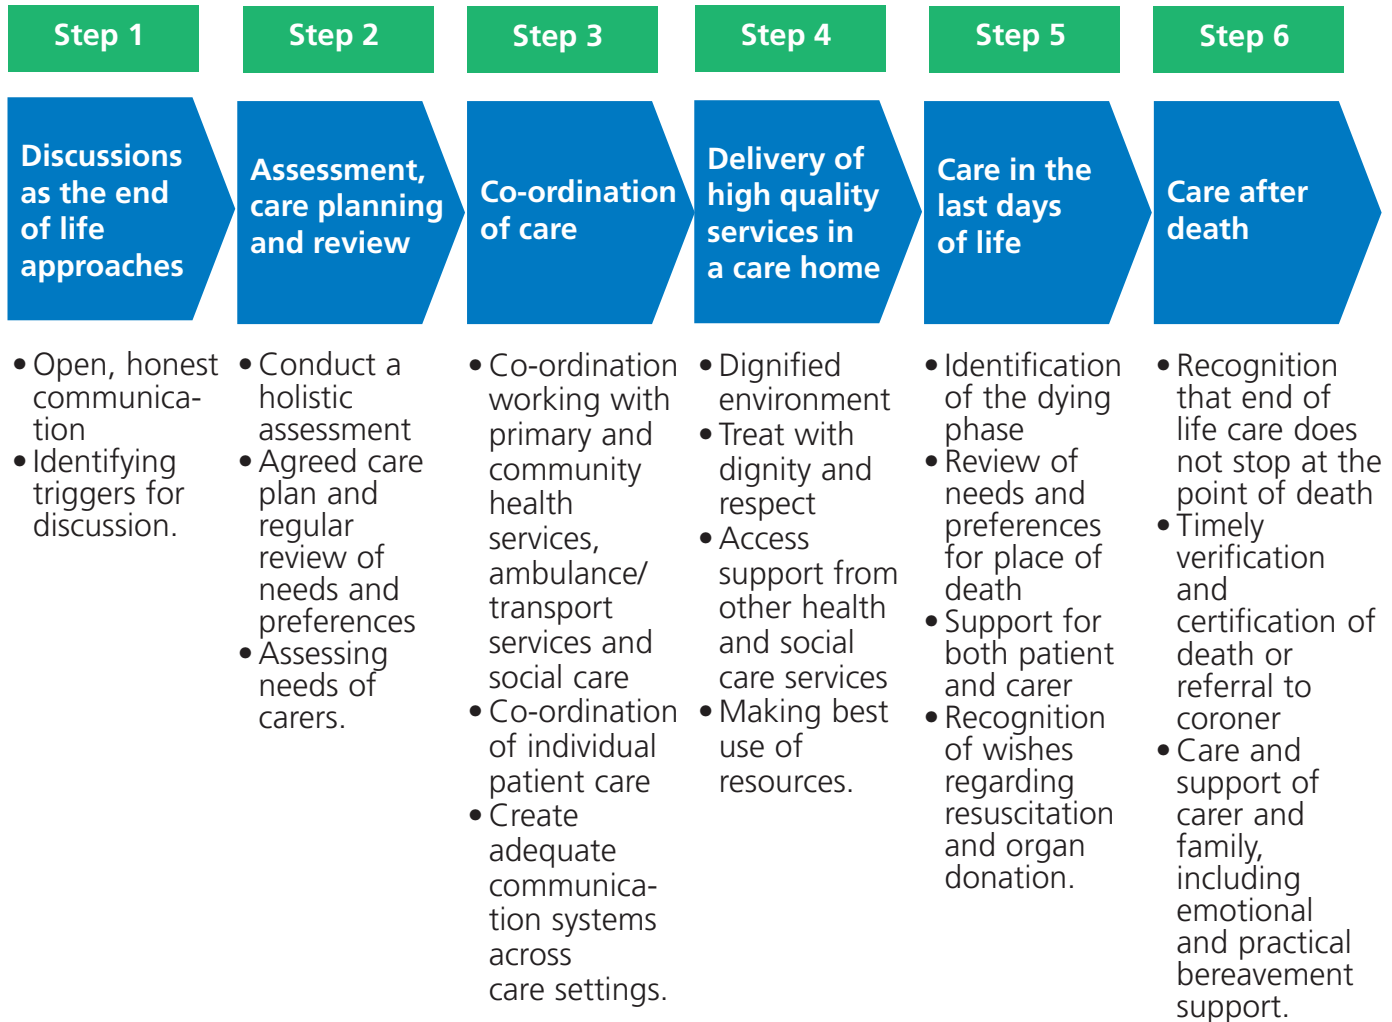 Step 1
Discussions
as the end
of life
approaches
• Open, honest
communica-
tion
• Identifying
triggers for
discussion.
Step 2
Assessment,
care planning
and review
• Conduct a
holistic
assessment
• Agreed care
plan and
regular
review of
needs and
preferences
• Assessing
needs of
carers.
Step 3
Co-ordination
of care
• Co-ordination
working with
primary and
community
health
services,
ambulance/
transport
services and
social care
• Co-ordination
of individual
patient care
• Create
adequate
communica-
tion systems
across
care settings.
Step 4
Delivery of
high quality
services in
a care home
• Dignified
environment
• Treat with
dignity and
respect
• Access
support from
other health
and social
care services
• Making best
use of
resources.
Step 5
Care in the
last days
of life
• Identification
of the dying
phase
• Review of
needs and
preferences
for place of
death
• Support for
both patient
and carer
• Recognition
of wishes
regarding
resuscitation
and organ
donation.
Step 6
Care after
death
• Recognition
that end of
life care does
not stop at the
point of death
• Timely
verification
and
certification of
death or
referral to
coroner
• Care and
support of
carer and
family,
including
emotional
and practical
bereavement
support.